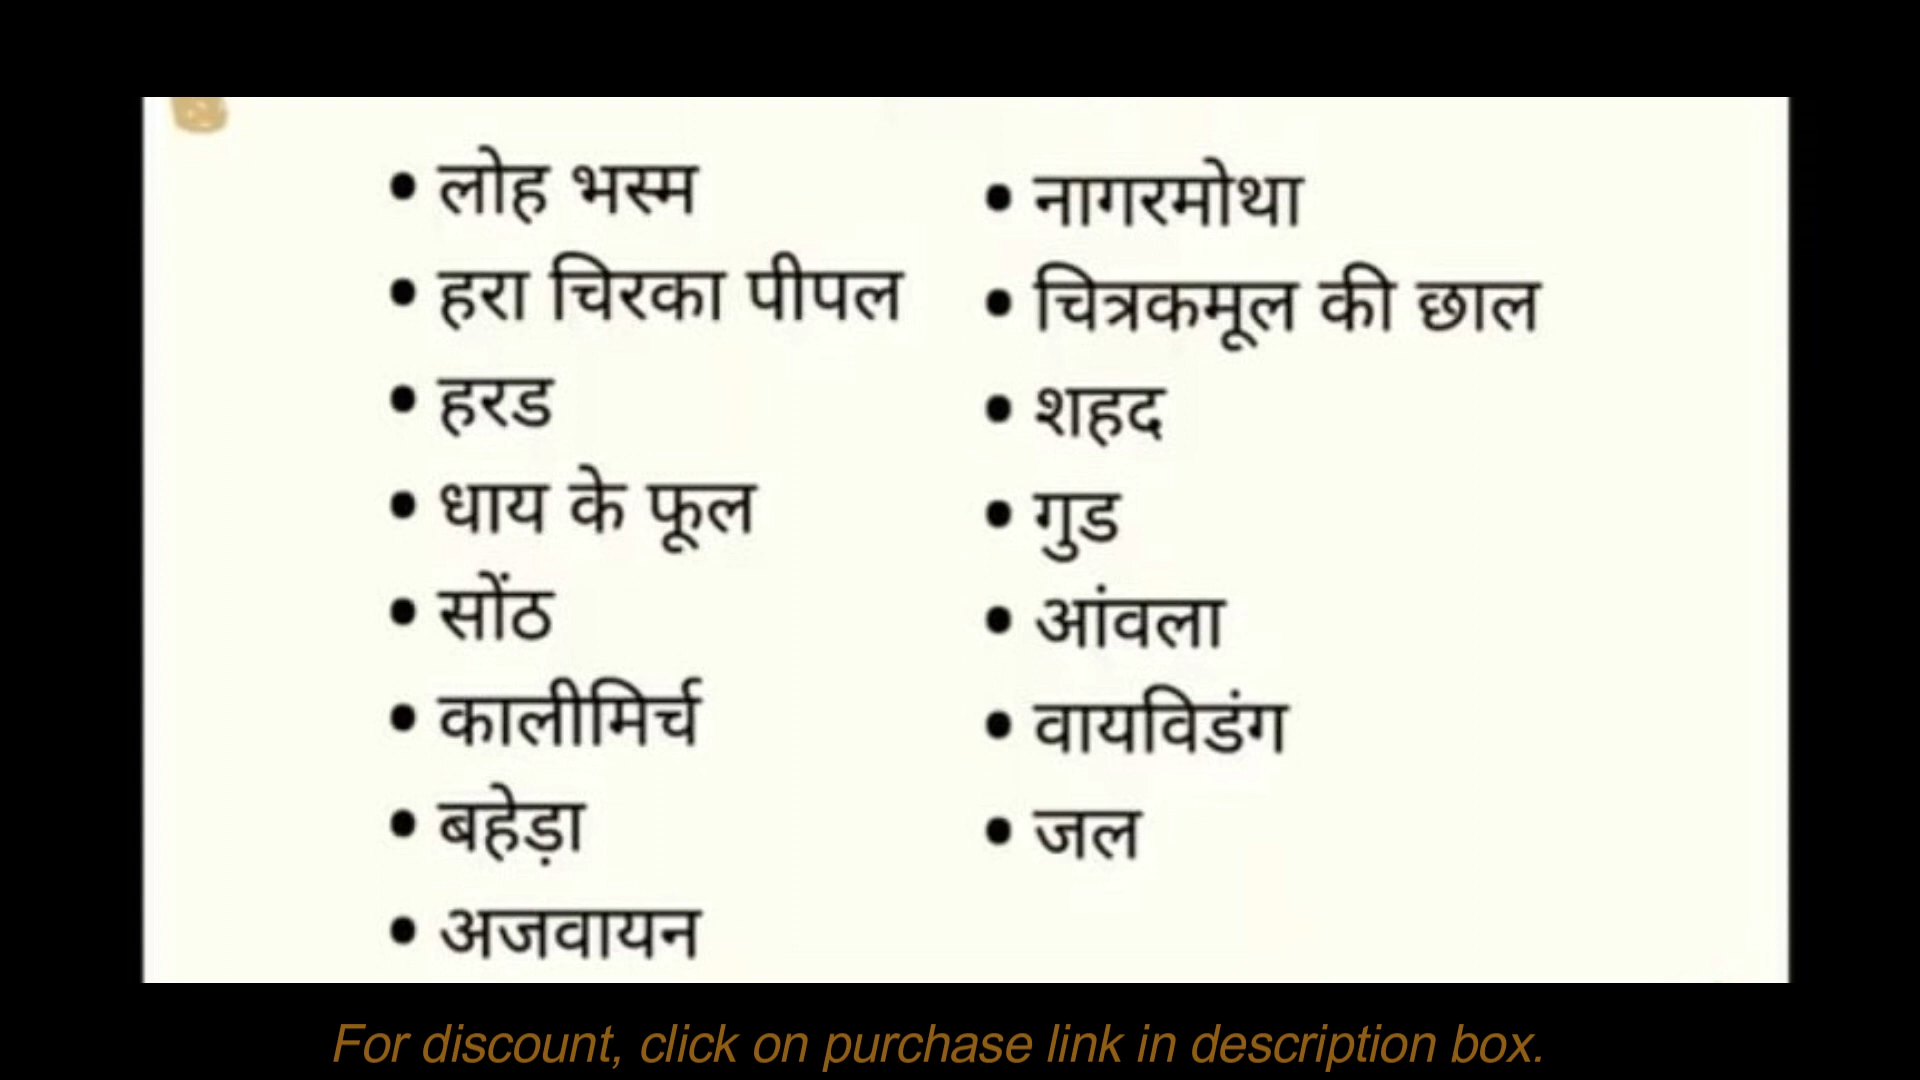 • लोह भस्म
• हरा चिरका पीपल
• हरड
• धाय के फूल
• सोंठ
• कालीमिर्च
• बहेड़ा
• अजवायन
• नागरमोथा
• चित्रकमूल की छाल
• शहद
• गुड
• आंवला
• वायविडंग
• जल
For discount, click on purchase link in description box.